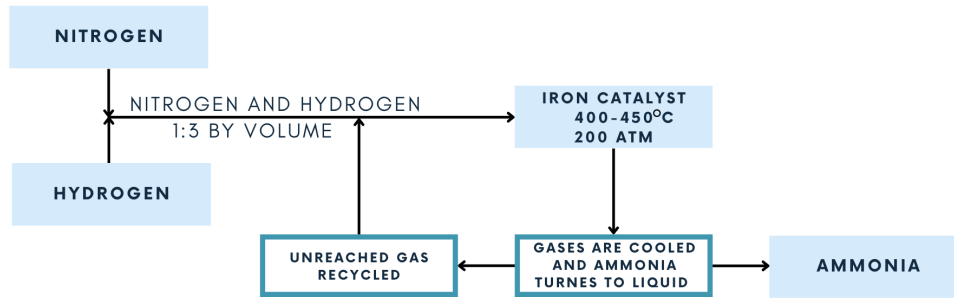 NITROGEN
NITROGEN AND HYDROGEN
1:3 BY VOLUME
IRON CATALYST
400-450°C
200 ATM
HYDROGEN
UNREACHED GAS
RECYCLED
GASES ARE COOLED
AND AMMONIA
TURNES TO LIQUID
AMMONIA